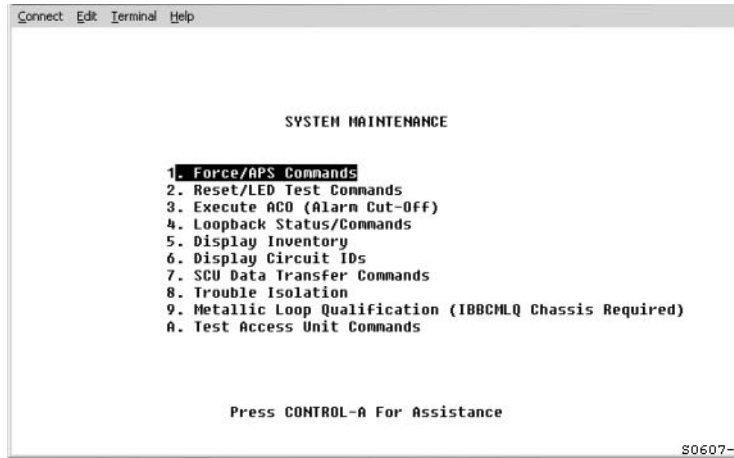 Connect Edit Terminal Help
SYSTEM MAINTENANCE
1. Force/APS Commands
2. Reset/LED Test Commands
3. Execute ACO (Alarm Cut-Off)
4. Loopback Status/Commands
5. Display Inventory
6. Display Circuit IDs
7. SCU Data Transfer Commands
8. Trouble Isolation
9. Metallic Loop Qualification (IBBCMLQ Chassis Required)
A. Test Access Unit Commands
Press CONTROL-A For Assistance
S0607-